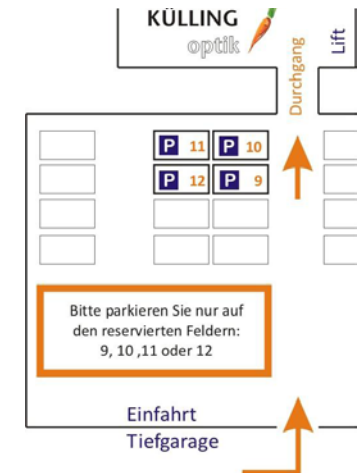 KÜLLING
optik
Durchgang
Lift
P 11 P 10
P 12 P 9
Bitte parkieren Sie nur auf
den reservierten Feldern:
9, 10 ,11 oder 12
Einfahrt
Tiefgarage